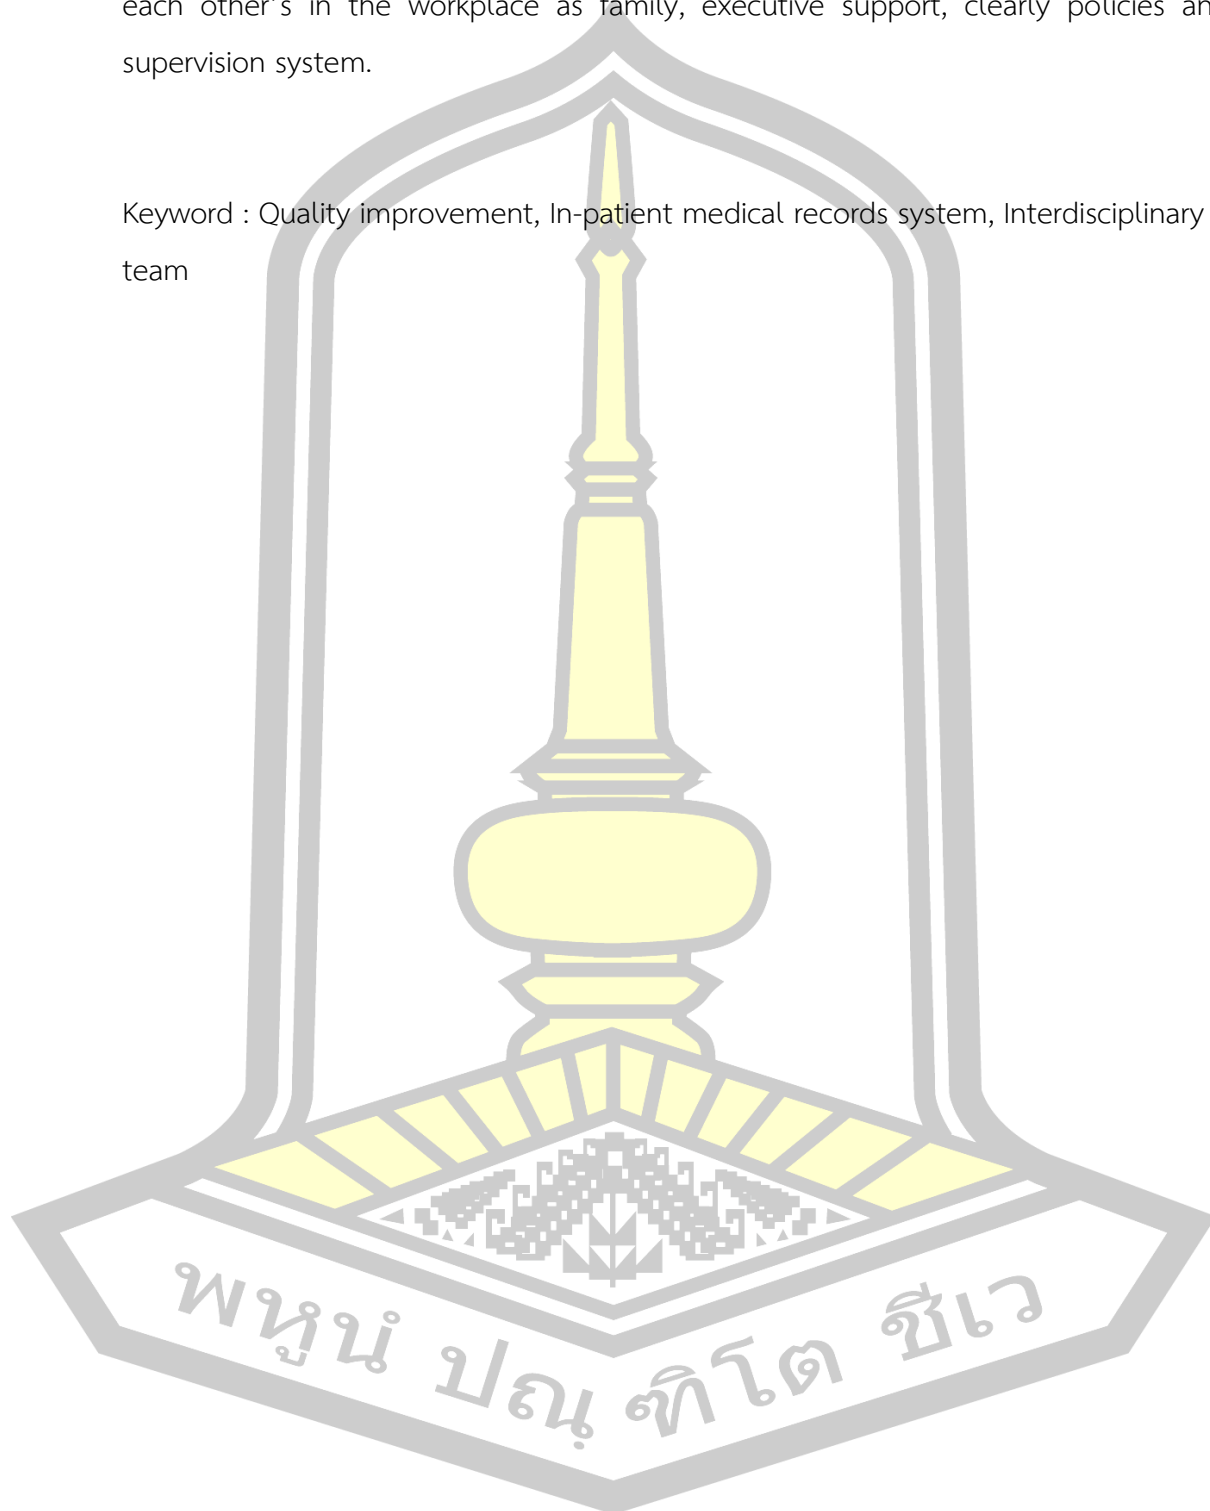 each other's in the workplace as family, executive support, clearly policies an
supervision system.
Keyword : Quality improvement, In-patient medical records system, Interdisciplinary
team
พหูนํ ปณฺฑิโต ชีเว